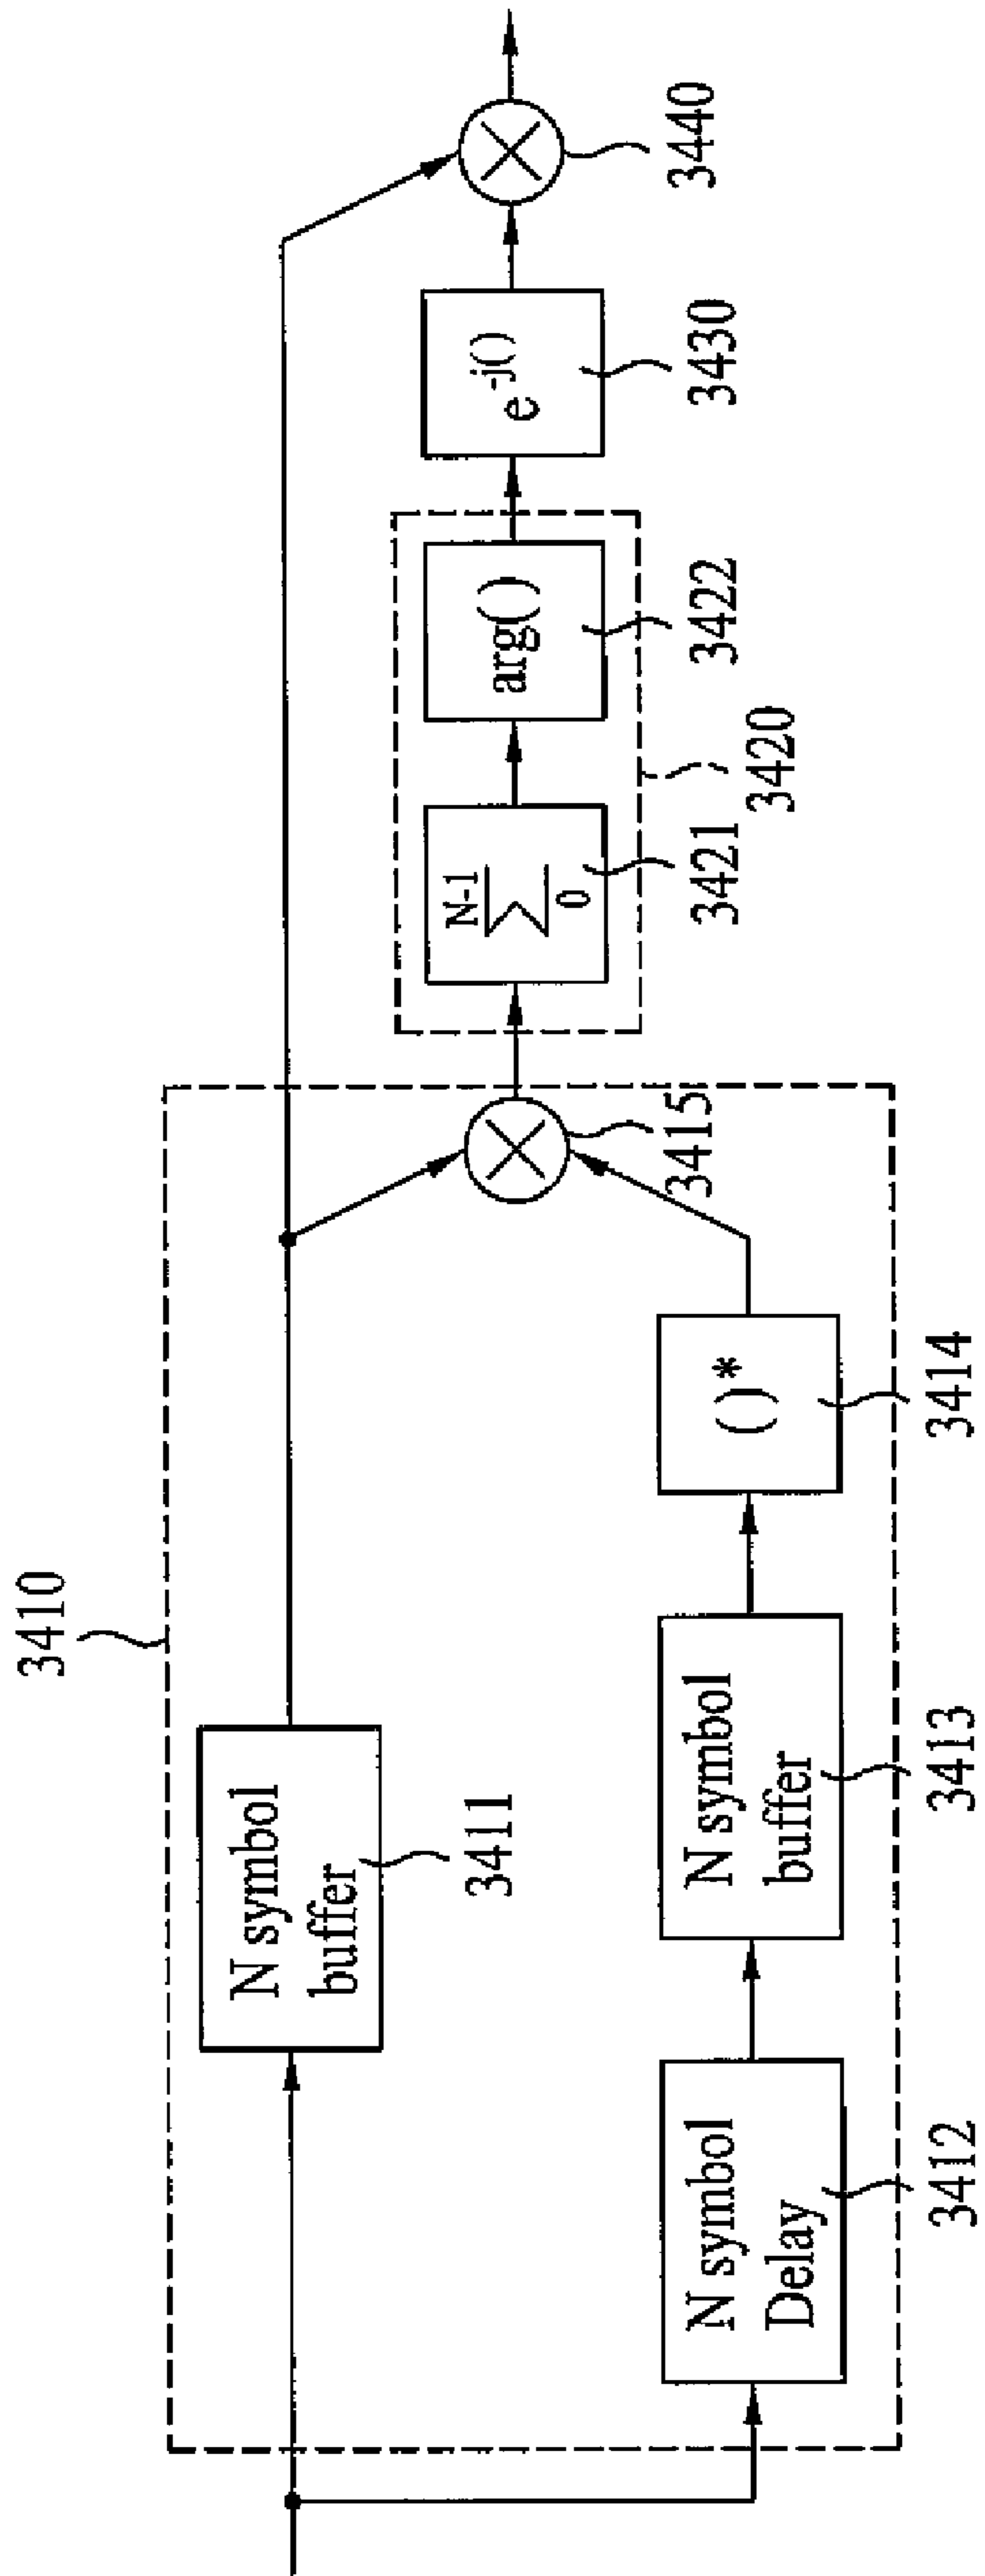 3410
N symbol
buffer
3411
N symbol
Delay
3412
N symbol
buffer
3413
( )*
3414
3415
N-1
∑
0
3421
arg( )
3422
3420
e-j( )
3430
3440